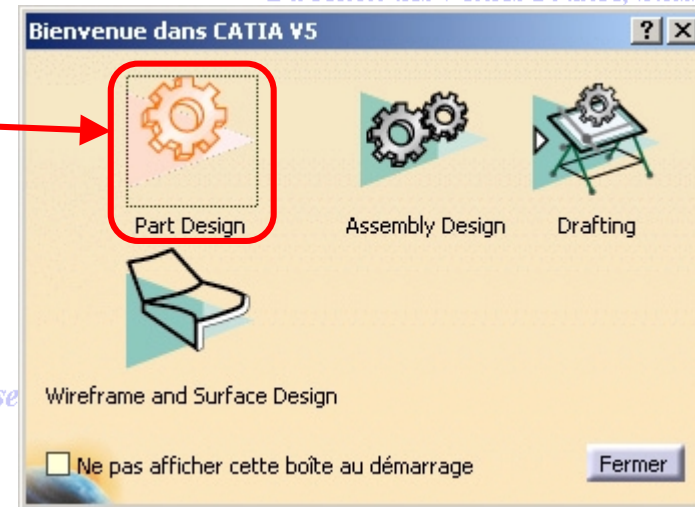 Bienvenue dans CATIA V5
Part Design
Assembly Design
Drafting
Wireframe and Surface Design
Ne pas afficher cette boîte au démarrage
Fermer